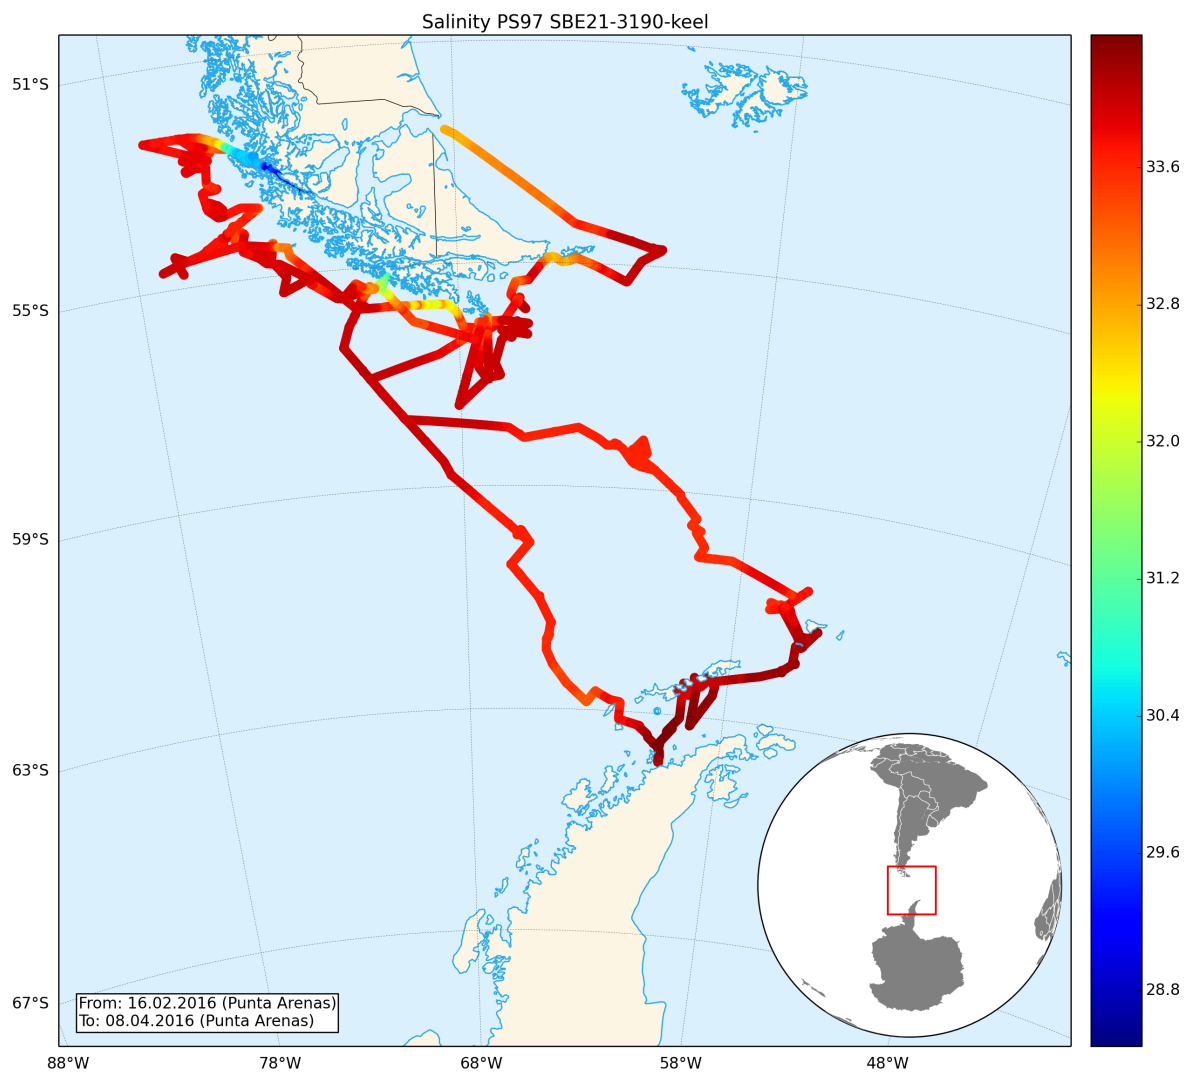 Salinity PS97 SBE21-3190-keel
51°S
55°S
59°S
63°S
67°S
88°W
78°W
68°W
58°W
48°W
33.6
32.8
32.0
31.2
30.4
29.6
28.8
From: 16.02.2016 (Punta Arenas)
To: 08.04.2016 (Punta Arenas)